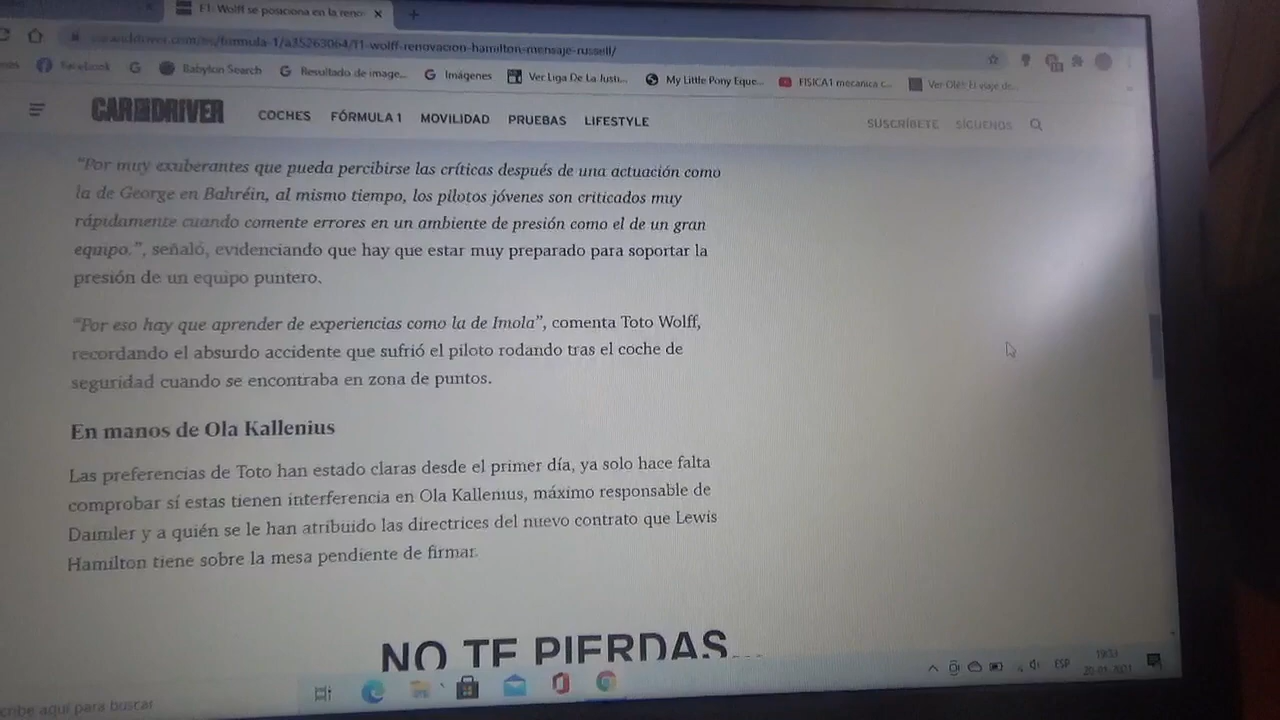 F1: Wolff se posiciona en la reno
caranddriver.com/es/formula-1/a35263064/f1-wolff-renovacion-hamilton-mensaje-russell/
Facebook
Babylon Search
Resultado de image...
Imágenes
Ver Liga De La Justi...
My Little Pony Eque...
FISICA1 mecanica c...
Ver Olé: El viaje de...
CAR AND DRIVER
COCHES
FÓRMULA 1
MOVILIDAD
PRUEBAS
LIFESTYLE
SUSCRÍBETE
SÍGUENOS
“Por muy exuberantes que pueda percibirse las críticas después de una actuación como
la de George en Bahréin, al mismo tiempo, los pilotos jóvenes son criticados muy
rápidamente cuando comente errores en un ambiente de presión como el de un gran
equipo.”, señaló, evidenciando que hay que estar muy preparado para soportar la
presión de un equipo puntero.
“Por eso hay que aprender de experiencias como la de Imola”, comenta Toto Wolff,
recordando el absurdo accidente que sufrió el piloto rodando tras el coche de
seguridad cuando se encontraba en zona de puntos.
En manos de Ola Kallenius
Las preferencias de Toto han estado claras desde el primer día, ya solo hace falta
comprobar sí estas tienen interferencia en Ola Kallenius, máximo responsable de
Daimler y a quién se le han atribuido las directrices del nuevo contrato que Lewis
Hamilton tiene sobre la mesa pendiente de firmar.
NO TE PIERDAS...
cribe aquí para buscar
ESP
19:53
20-01-2021